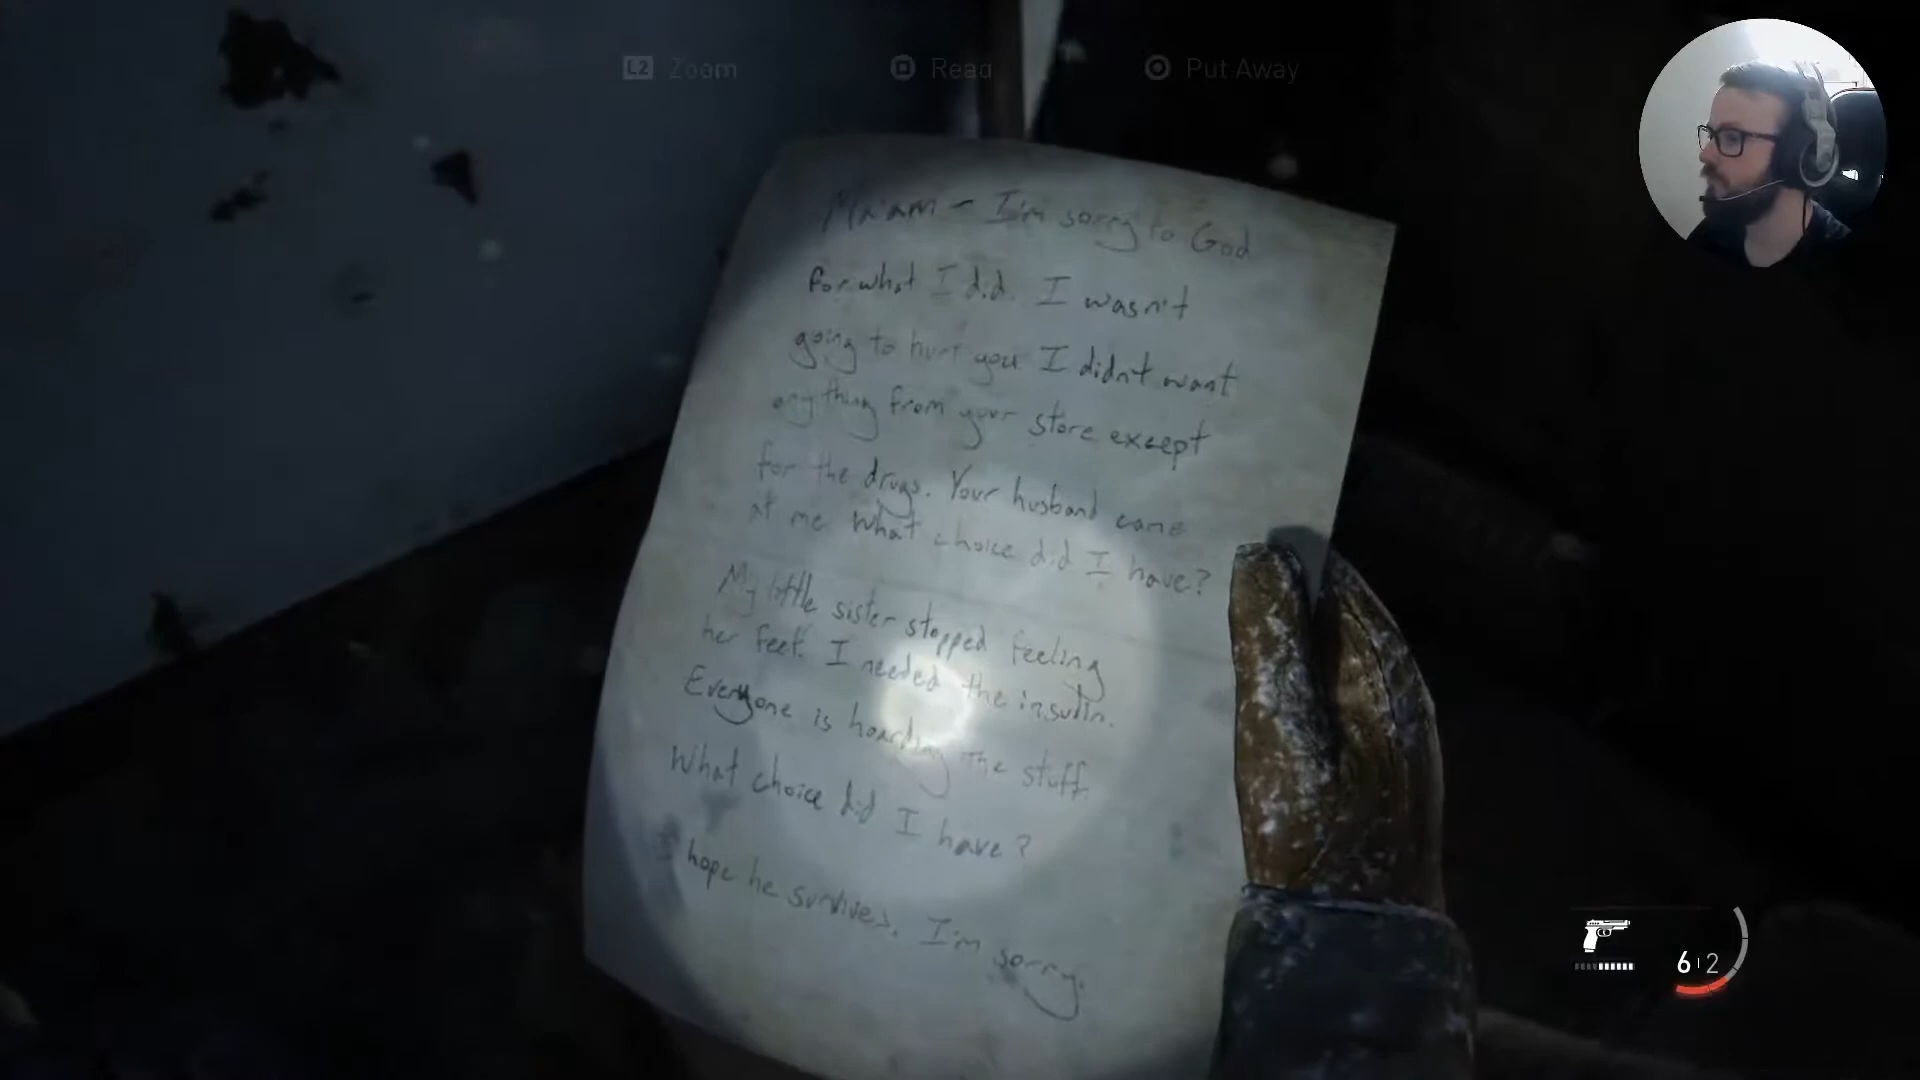 L2 Zoom
Read
Put Away
Ma'am - I'm sorry to God
for what I did. I wasn't
going to hurt you I didn't want
anything from your store except
for the drugs. Your husband came
at me what choice did I have?
My little sister stopped feeling
her feet. I needed the insulin.
Everyone is hoarding the stuff.
What choice did I have?
hope he survives. I'm sorry.
6 2